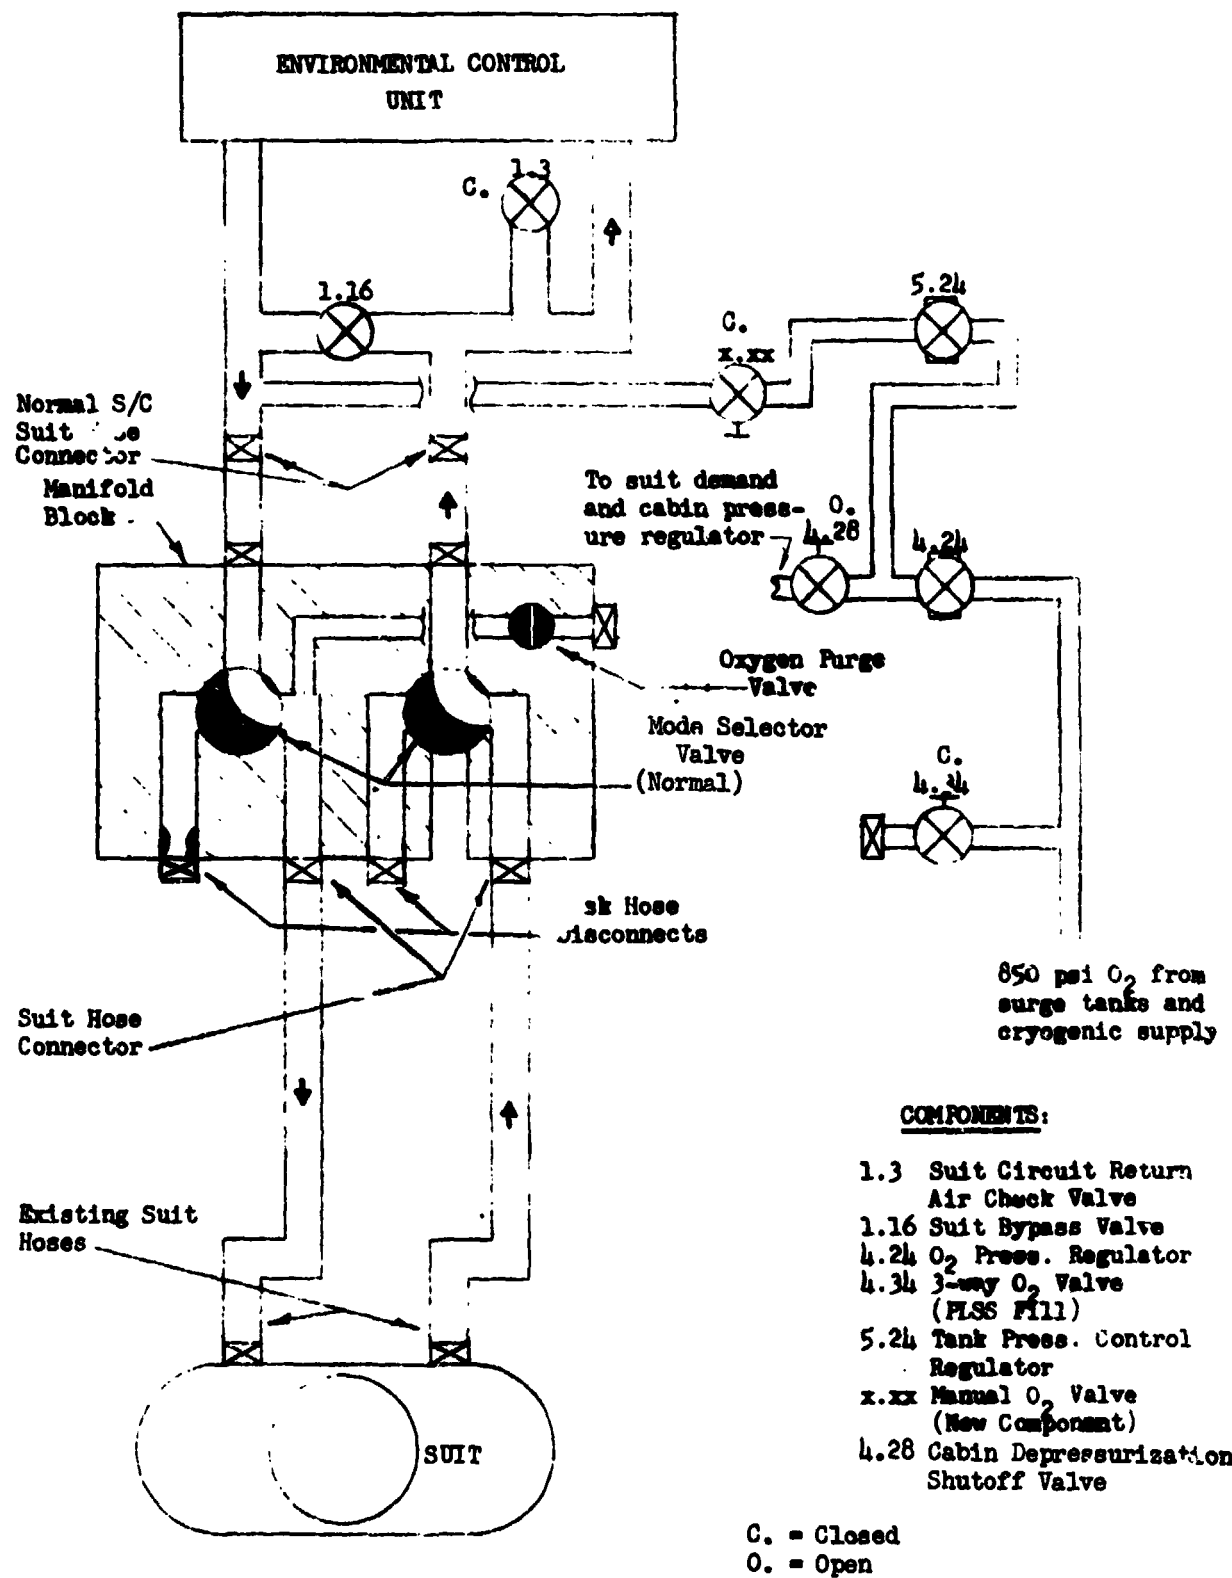 ENVIRONMENTAL CONTROL
UNIT
1.3
C.
1.16
5.24
C.
x.xx
Normal S/C
Suit
Connector
Manifold
Block
To suit demand
and cabin press-
ure regulator
O.
4.28
4.24
Oxygen Purge
Valve
Mode Selector
Valve
(Normal)
C.
4.34
Hose
Disconnects
850 psi O2 from
surge tanks and
cryogenic supply
Suit Hose
Connector
COMPONENTS:
1.3 Suit Circuit Return
Air Check Valve
1.16 Suit Bypass Valve
4.24 O2 Press. Regulator
4.34 3-way O2 Valve
(PLSS Fill)
5.24 Tank Press. Control
Regulator
x.xx Manual O2 Valve
(New Component)
4.28 Cabin Depressurization
Shutoff Valve
Existing Suit
Hoses
SUIT
C. = Closed
O. = Open